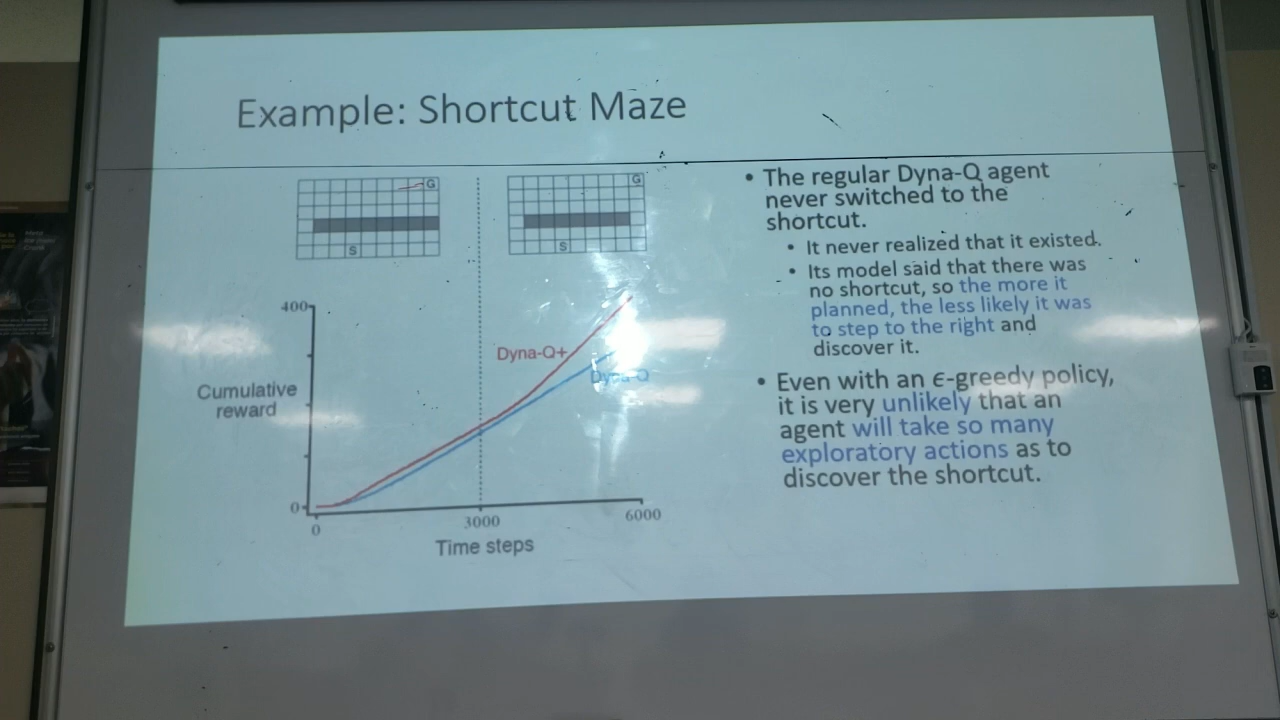 Example: Shortcut Maze
G
S
G
S
400
Cumulative
reward
0
Dyna-Q+
Dyna-Q
0
3000
6000
Time steps
• The regular Dyna-Q agent
never switched to the
shortcut.
• It never realized that it existed.
• Its model said that there was
no shortcut, so the more it
planned, the less likely it was
to step to the right and
discover it.
• Even with an ϵ-greedy policy,
it is very unlikely that an
agent will take so many
exploratory actions as to
discover the shortcut.